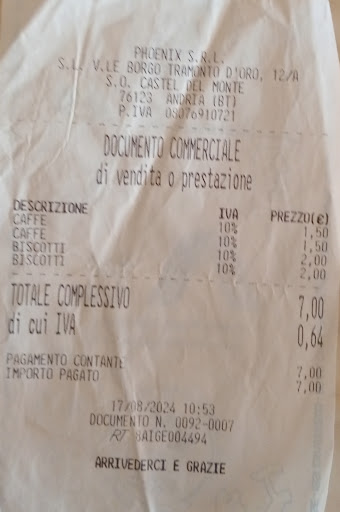 PHOENIX S.R.L.
S.L. V.LE BORGO TRAMONTO D'ORO, 12/A
S.O. CASTEL DEL MONTE
76123 ANDRIA (BT)
P.IVA 08076910721
DOCUMENTO COMMERCIALE
di vendita o prestazione
DESCRIZIONE IVA PREZZO(€)
CAFFE 10% 1,50
CAFFE 10% 1,50
BISCOTTI 10% 2,00
BISCOTTI 10% 2,00
TOTALE COMPLESSIVO 7,00
di cui IVA 0,64
PAGAMENTO CONTANTE 7,00
IMPORTO PAGATO 7,00
17/08/2024 10:53
DOCUMENTO N. 0092-0007
RT 8AIGE004494
ARRIVEDERCI E GRAZIE